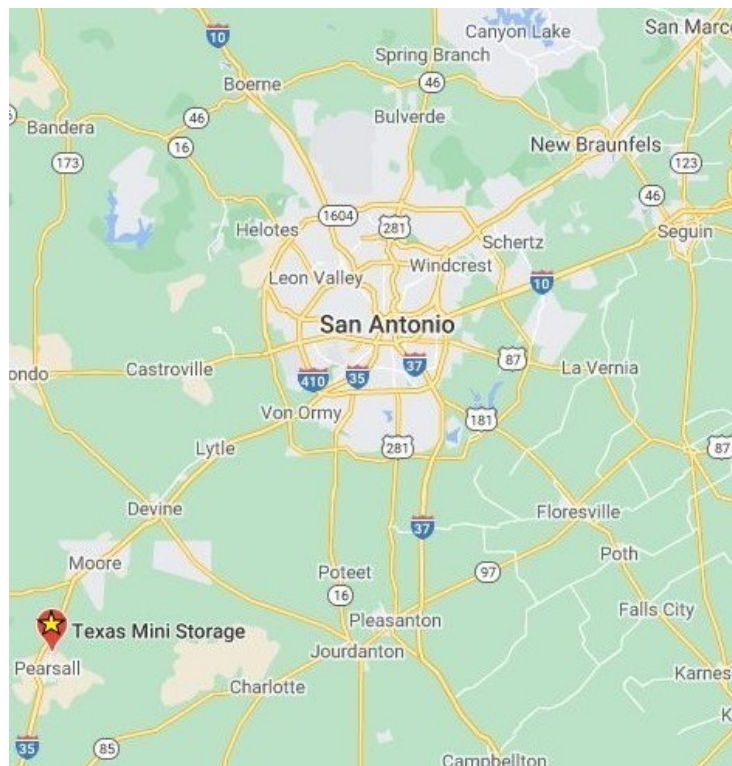 Canyon Lake
San Marc
10
Spring Branch
Boerne
46
Bulverde
46
Bandera
16
New Braunfels
173
123
46
1604
281
Helotes
Schertz
Seguin
Windcrest
Leon Valley
10
San Antonio
87
ondo
Castroville
410
35
37
La Vernia
Von Ormy
181
Lytle
281
87
Devine
Floresville
37
Moore
Poteet
97
Poth
16
Falls City
Pleasanton
Texas Mini Storage
Jourdanton
Pearsall
Karnes
Charlotte
K
35
85
Campbellton